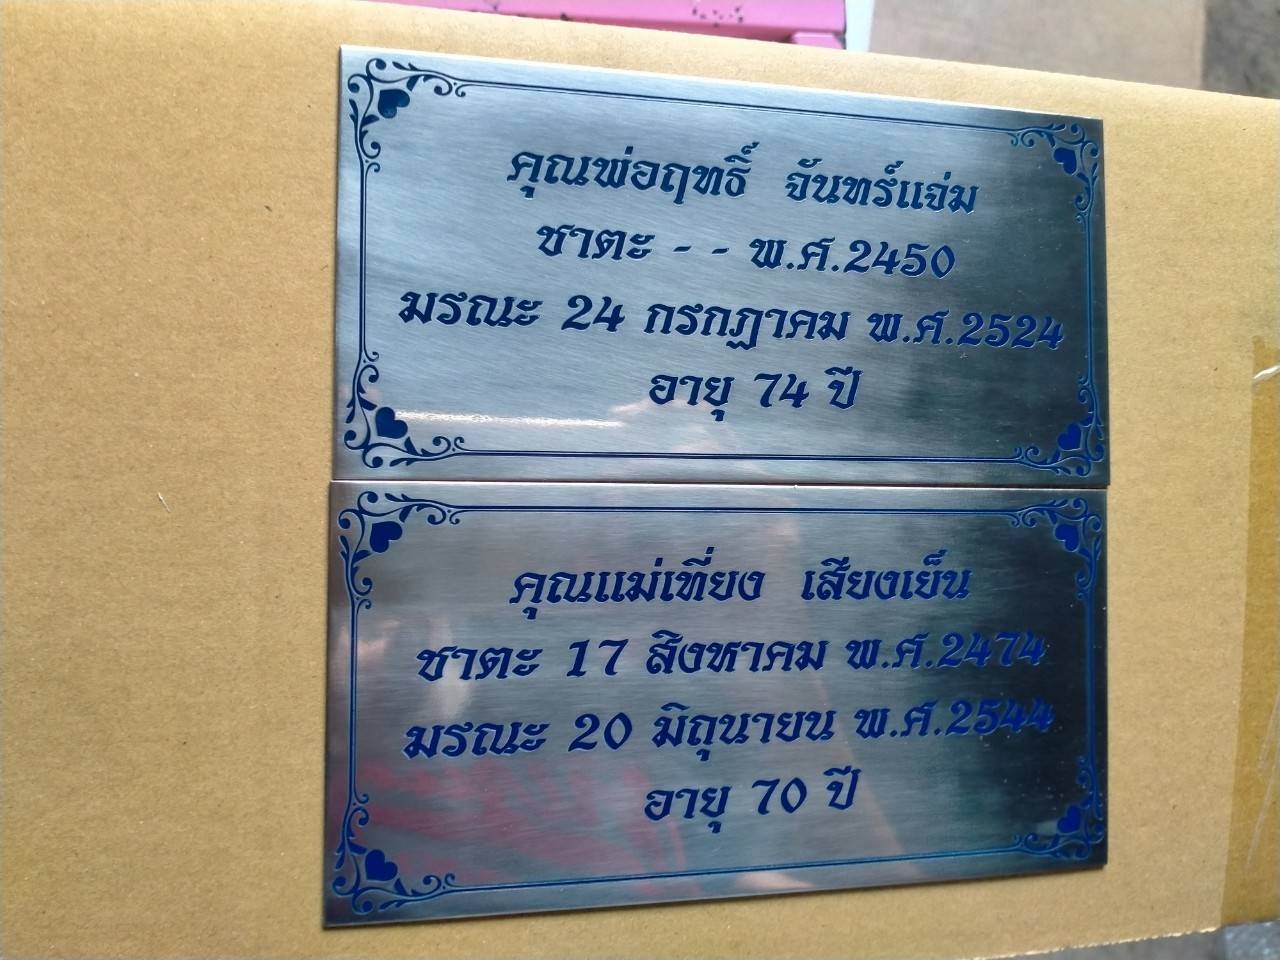 คุณพ่อฤทธิ์ จันทร์แจ่ม
ชาตะ - - พ.ศ.2450
มรณะ 24 กรกฎาคม พ.ศ.2524
อายุ 74 ปี
คุณแม่เที่ยง เสียงเย็น
ชาตะ 17 สิงหาคม พ.ศ.2474
มรณะ 20 มิถุนายน พ.ศ.2544
อายุ 70 ปี